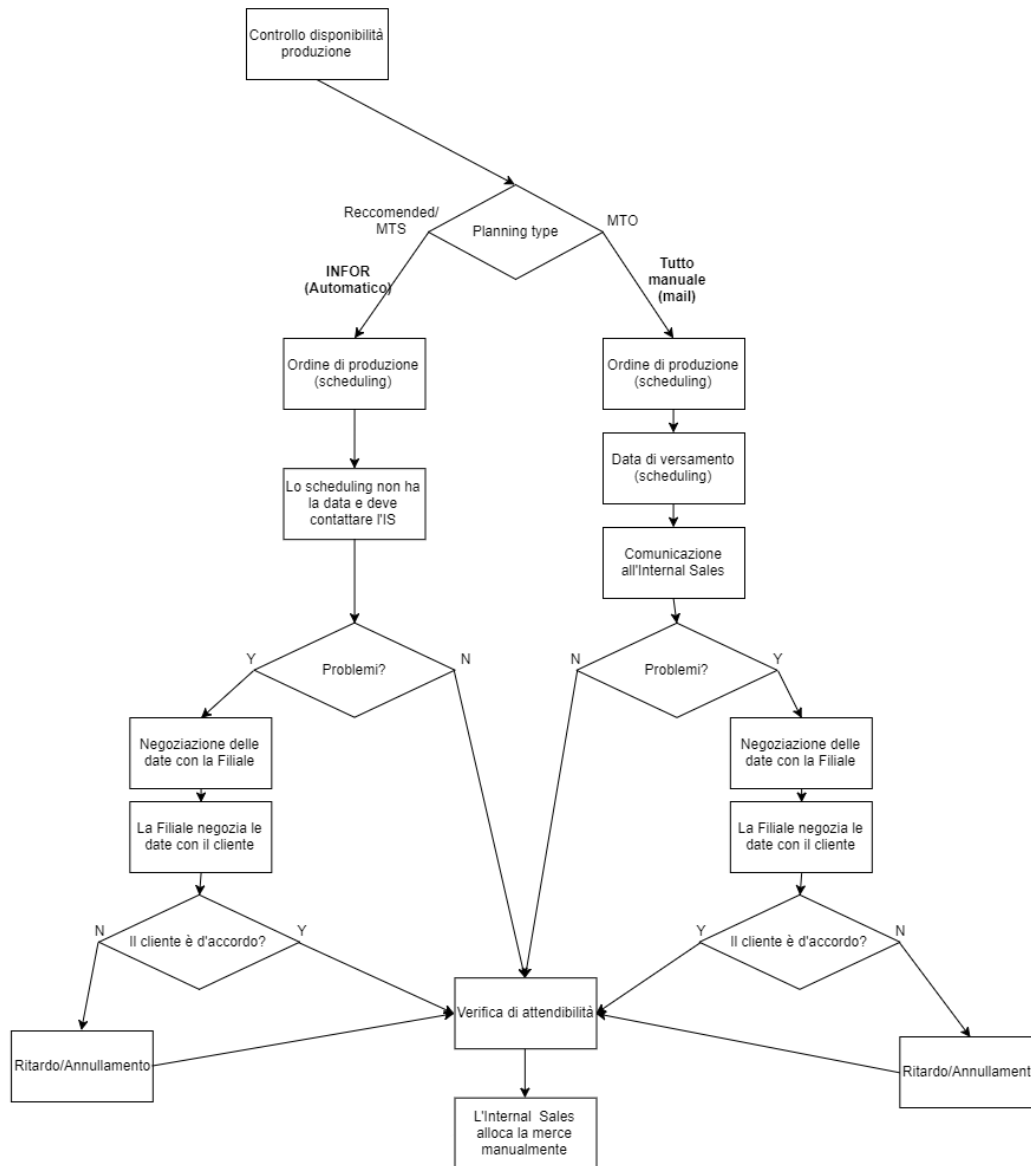 Controllo disponibilità
produzione
Reccomended/
MTS
Planning type
MTO
INFOR
(Automatico)
Tutto
manuale
(mail)
Ordine di produzione
(scheduling)
Ordine di produzione
(scheduling)
Lo scheduling non ha
la data e deve
contattare l'IS
Data di versamento
(scheduling)
Comunicazione
all'Internal Sales
Y
Problemi?
N
N
Problemi?
Y
Negoziazione delle
date con la Filiale
Negoziazione delle
date con la Filiale
La Filiale negozia le
date con il cliente
La Filiale negozia le
date con il cliente
N
Il cliente è d'accordo?
Y
Y
Il cliente è d'accordo?
N
Verifica di attendibilità
Ritardo/Annullamento
Ritardo/Annullament
L'Internal Sales
alloca la merce
manualmente